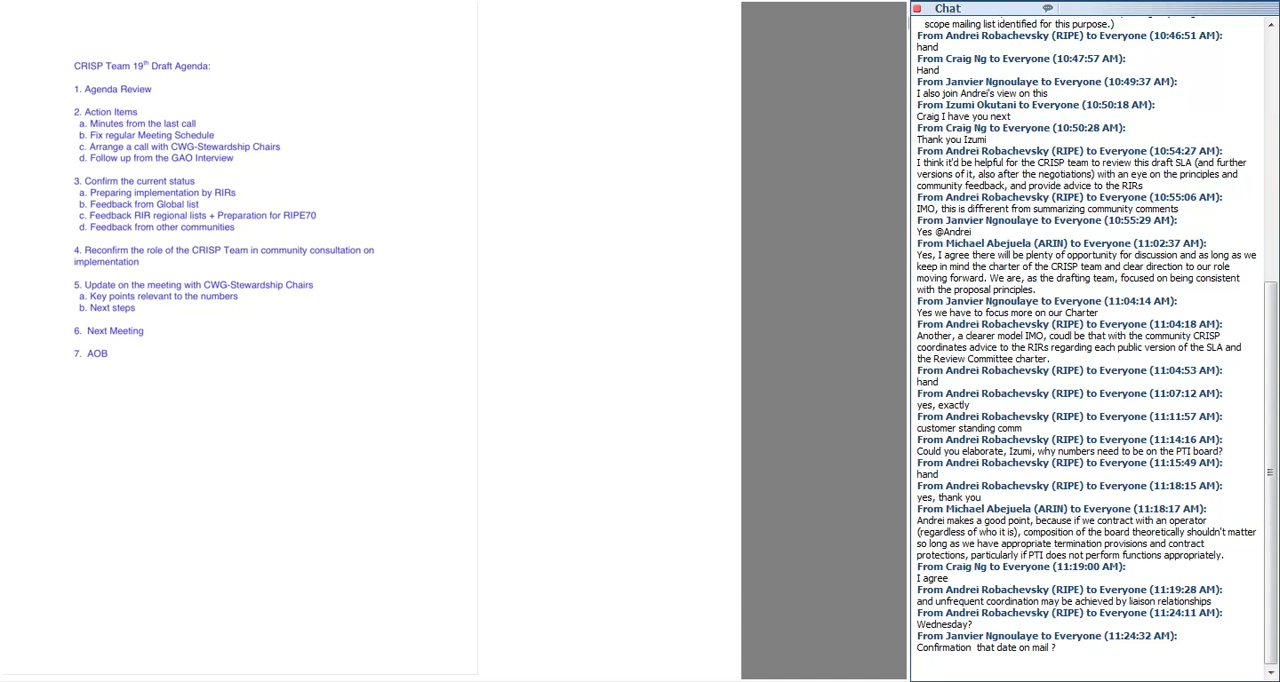 CRISP Team 19th Draft Agenda:
1. Agenda Review
2. Action Items
a. Minutes from the last call
b. Fix regular Meeting Schedule
c. Arrange a call with CWG-Stewardship Chairs
d. Follow up from the GAO Interview
3. Confirm the current status
a. Preparing implementation by RIRs
b. Feedback from Global list
c. Feedback RIR regional lists + Preparation for RIPE70
d. Feedback from other communities
4. Reconfirm the role of the CRISP Team in community consultation on
implementation
5. Update on the meeting with CWG-Stewardship Chairs
a. Key points relevant to the numbers
b. Next steps
6. Next Meeting
7. AOB
Chat
scope mailing list identified for this purpose.)
From Andrei Robachevsky (RIPE) to Everyone (10:46:51 AM):
hand
From Craig Ng to Everyone (10:47:57 AM):
Hand
From Janvier Ngnoulaye to Everyone (10:49:37 AM):
I also join Andrei's view on this
From Izumi Okutani to Everyone (10:50:18 AM):
Craig I have you next
From Craig Ng to Everyone (10:50:28 AM):
Thank you Izumi
From Andrei Robachevsky (RIPE) to Everyone (10:54:27 AM):
I think it'd be helpful for the CRISP team to review this draft SLA (and further
versions of it, also after the negotiations) with an eye on the principles and
community feedback, and provide advice to the RIRs
From Andrei Robachevsky (RIPE) to Everyone (10:55:06 AM):
IMO, this is different from summarizing community comments
From Janvier Ngnoulaye to Everyone (10:55:29 AM):
Yes @Andrei
From Michael Abejuela (ARIN) to Everyone (11:02:37 AM):
Yes, I agree there will be plenty of opportunity for discussion and as long as we
keep in mind the charter of the CRISP team and clear direction to our role
moving forward. We are, as the drafting team, focused on being consistent
with the proposal principles.
From Janvier Ngnoulaye to Everyone (11:04:14 AM):
Yes we have to focus more on our Charter
From Andrei Robachevsky (RIPE) to Everyone (11:04:18 AM):
Another, a clearer model IMO, coudl be that with the community CRISP
coordinates advice to the RIRs regarding each public version of the SLA and
the Review Committee charter.
From Andrei Robachevsky (RIPE) to Everyone (11:04:53 AM):
hand
From Andrei Robachevsky (RIPE) to Everyone (11:07:12 AM):
yes, exactly
From Andrei Robachevsky (RIPE) to Everyone (11:11:57 AM):
customer standing comm
From Andrei Robachevsky (RIPE) to Everyone (11:14:16 AM):
Could you elaborate, Izumi, why numbers need to be on the PTI board?
From Andrei Robachevsky (RIPE) to Everyone (11:15:49 AM):
hand
From Andrei Robachevsky (RIPE) to Everyone (11:18:15 AM):
yes, thank you
From Michael Abejuela (ARIN) to Everyone (11:18:17 AM):
Andrei makes a good point, because if we contract with an operator
(regardless of who it is), composition of the board theoretically shouldn't matter
so long as we have appropriate termination provisions and contract
protections, particularly if PTI does not perform functions appropriately.
From Craig Ng to Everyone (11:19:00 AM):
I agree
From Andrei Robachevsky (RIPE) to Everyone (11:19:28 AM):
and unfrequent coordination may be achieved by liaison relationships
From Andrei Robachevsky (RIPE) to Everyone (11:24:11 AM):
Wednesday?
From Janvier Ngnoulaye to Everyone (11:24:32 AM):
Confirmation that date on mail ?